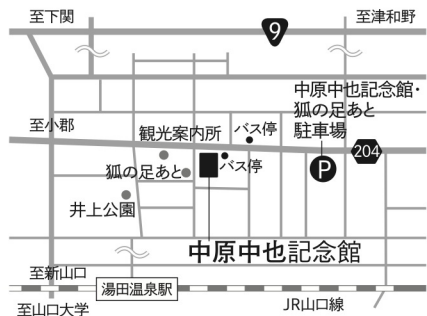 至下関
至津和野
9
中原中也記念館・
狐の足あと
駐車場
至小郡
観光案内所
バス停
204
狐の足あと
バス停
P
井上公園
中原中也記念館
至新山口
湯田温泉駅
至山口大学
JR山口線